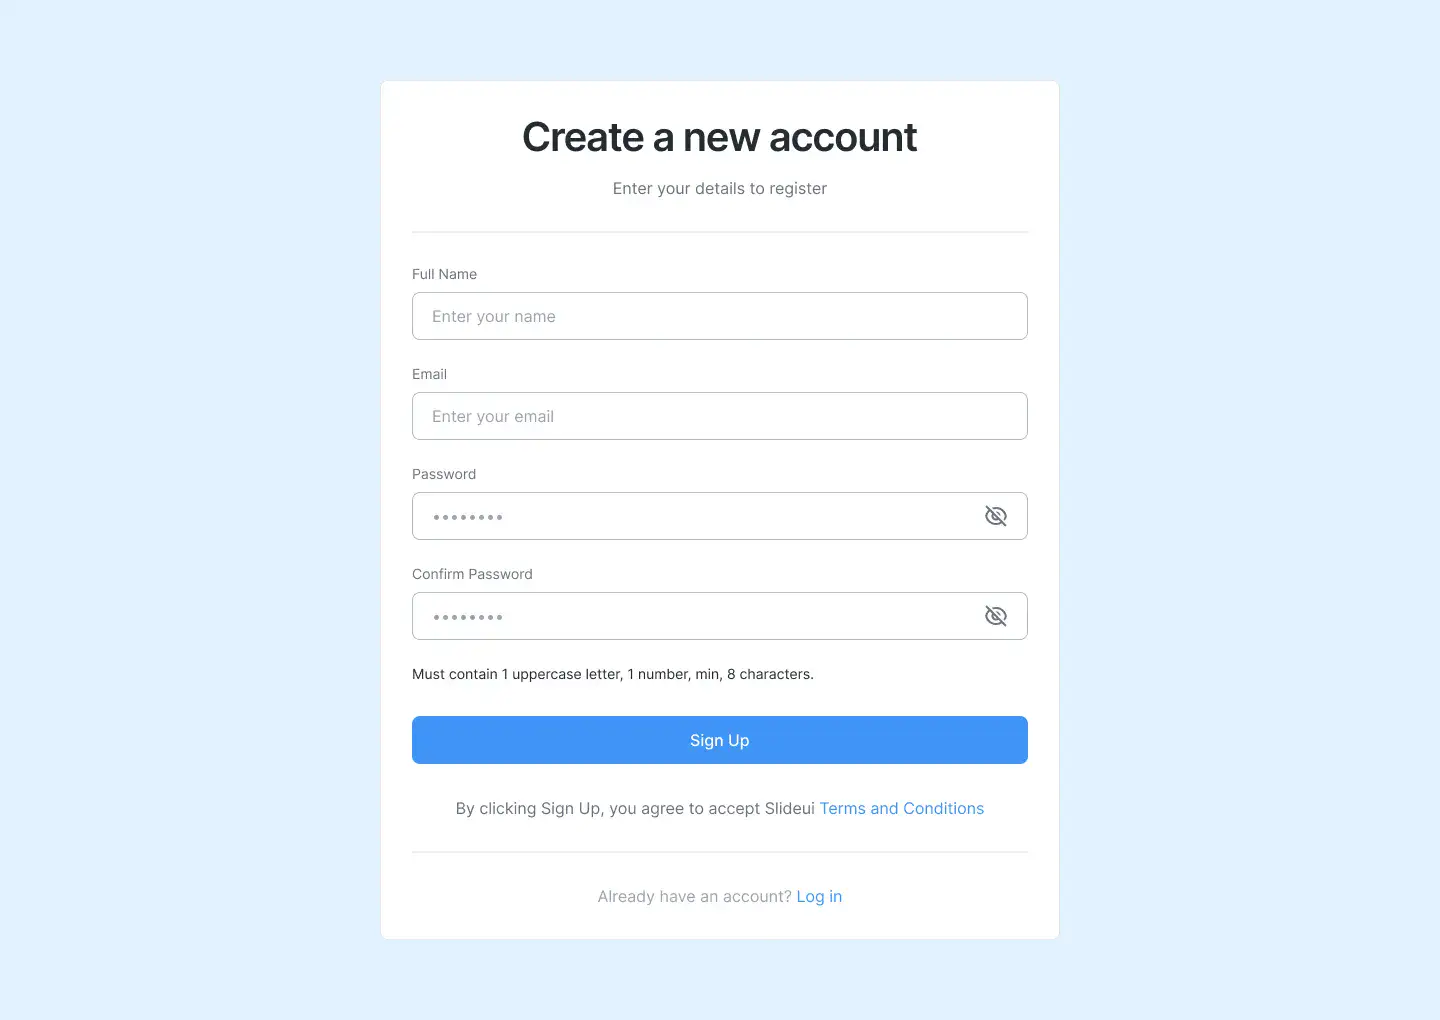 Create a new account
Enter your details to register
Full Name
Enter your name
Email
Enter your email
Password
••••••••
Confirm Password
••••••••
Must contain 1 uppercase letter, 1 number, min, 8 characters.
Sign Up
By clicking Sign Up, you agree to accept Slideui Terms and Conditions
Already have an account? Log in